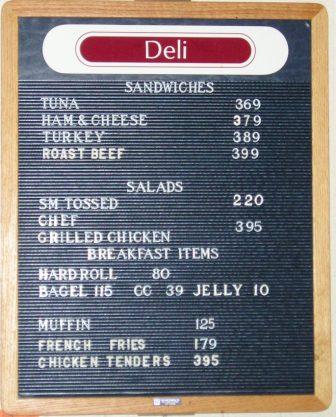 Deli
SANDWICHES
TUNA 369
HAM & CHEESE 379
TURKEY 389
ROAST BEEF 399
SALADS
SM TOSSED 220
CHEF
395
GRILLED CHICKEN
BREAKFAST ITEMS
HARD ROLL 80
BAGEL 115 CC 39 JELLY 10
MUFFIN 125
FRENCH FRIES 179
CHICKEN TENDERS 395